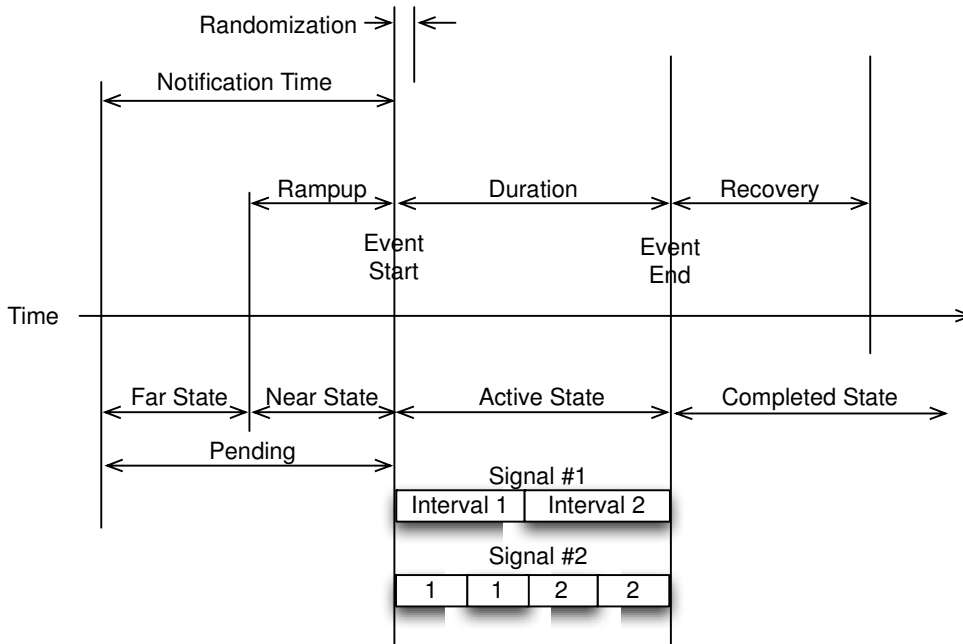 Randomization
Notification Time
Rampup
Duration
Recovery
Event
Start
Event
End
Time
Far State
Near State
Active State
Completed State
Pending
Signal #1
Interval 1
Interval 2
Signal #2
1
1
2
2